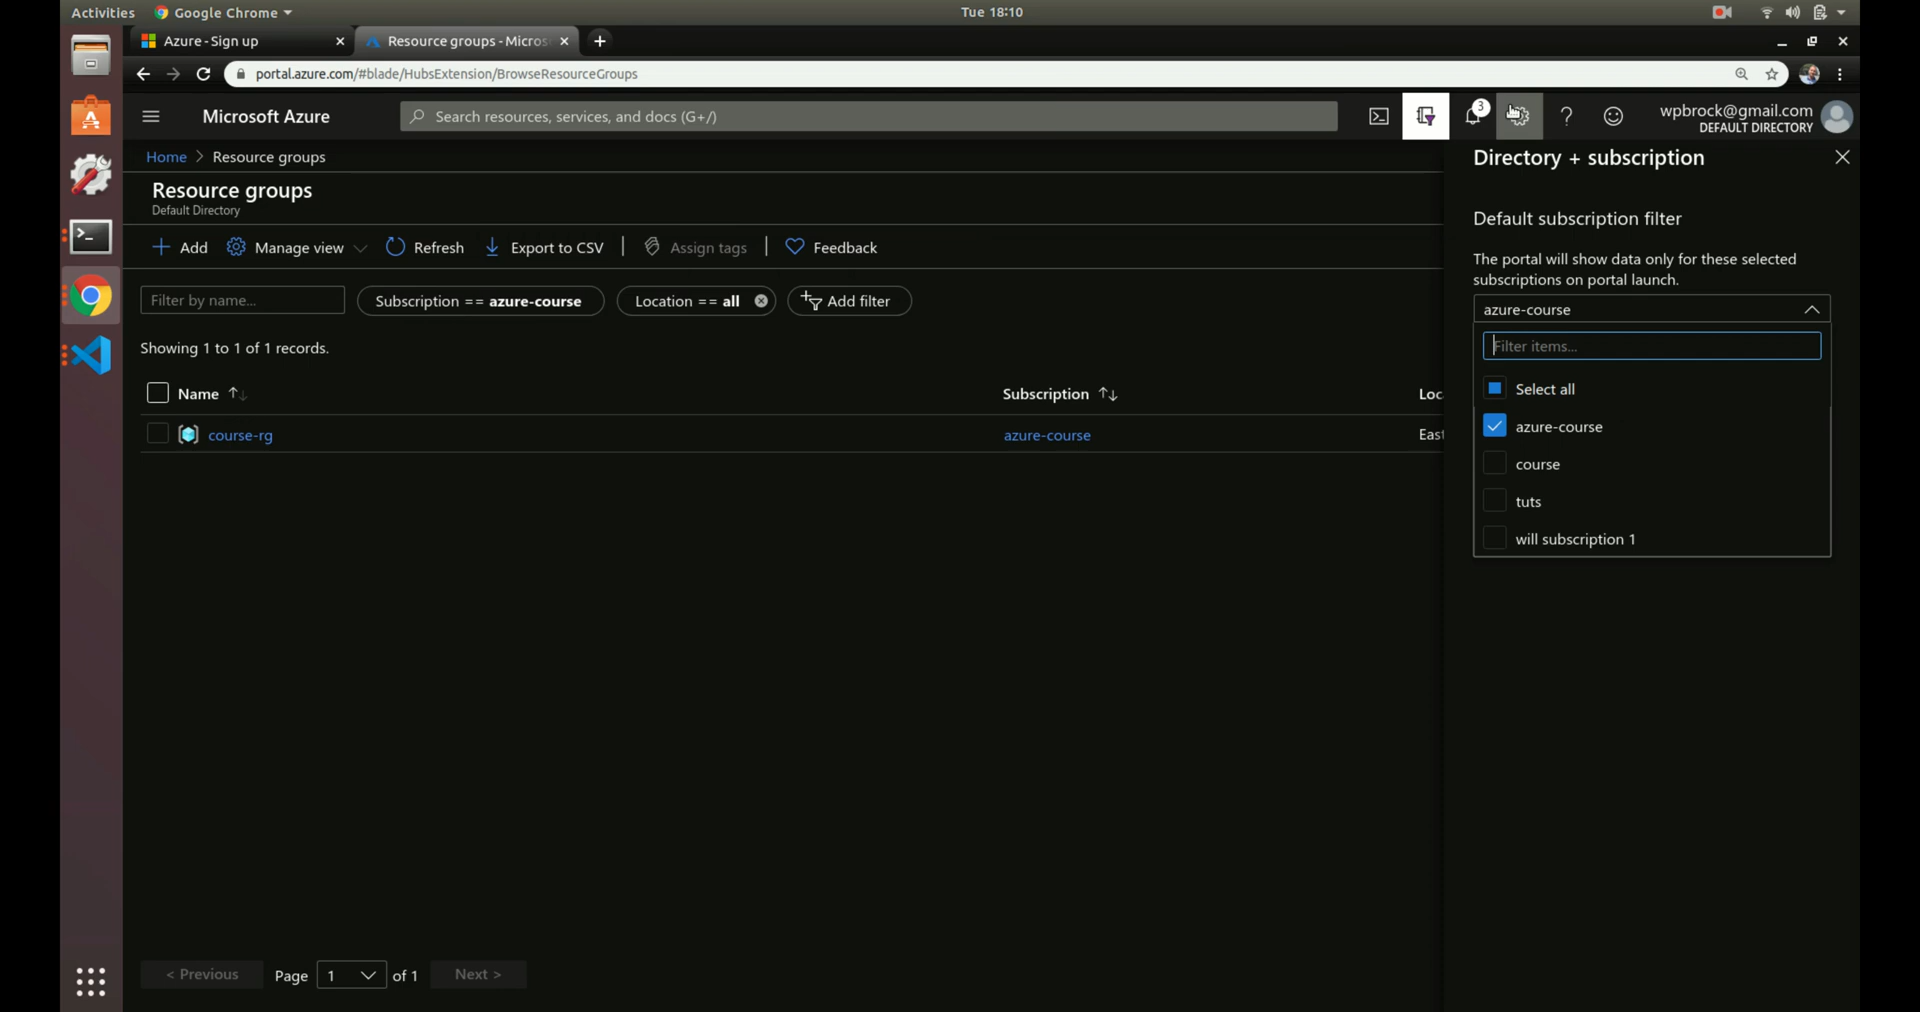 Activities
Google Chrome
Tue 18:10
Azure - Sign up
Resource groups - Micros
portal.azure.com/#blade/HubsExtension/BrowseResourceGroups
Microsoft Azure
Search resources, services, and docs (G+/)
3
wpbrock@gmail.com
DEFAULT DIRECTORY
Home > Resource groups
Resource groups
Default Directory
Add
Manage view
Refresh
Export to CSV
Assign tags
Feedback
Filter by name...
Subscription == azure-course
Location == all
Add filter
Showing 1 to 1 of 1 records.
Name
Subscription
Loc
course-rg
azure-course
East
< Previous
Page
1
of 1
Next >
Directory + subscription
Default subscription filter
The portal will show data only for these selected
subscriptions on portal launch.
azure-course
Filter items...
Select all
azure-course
course
tuts
will subscription 1